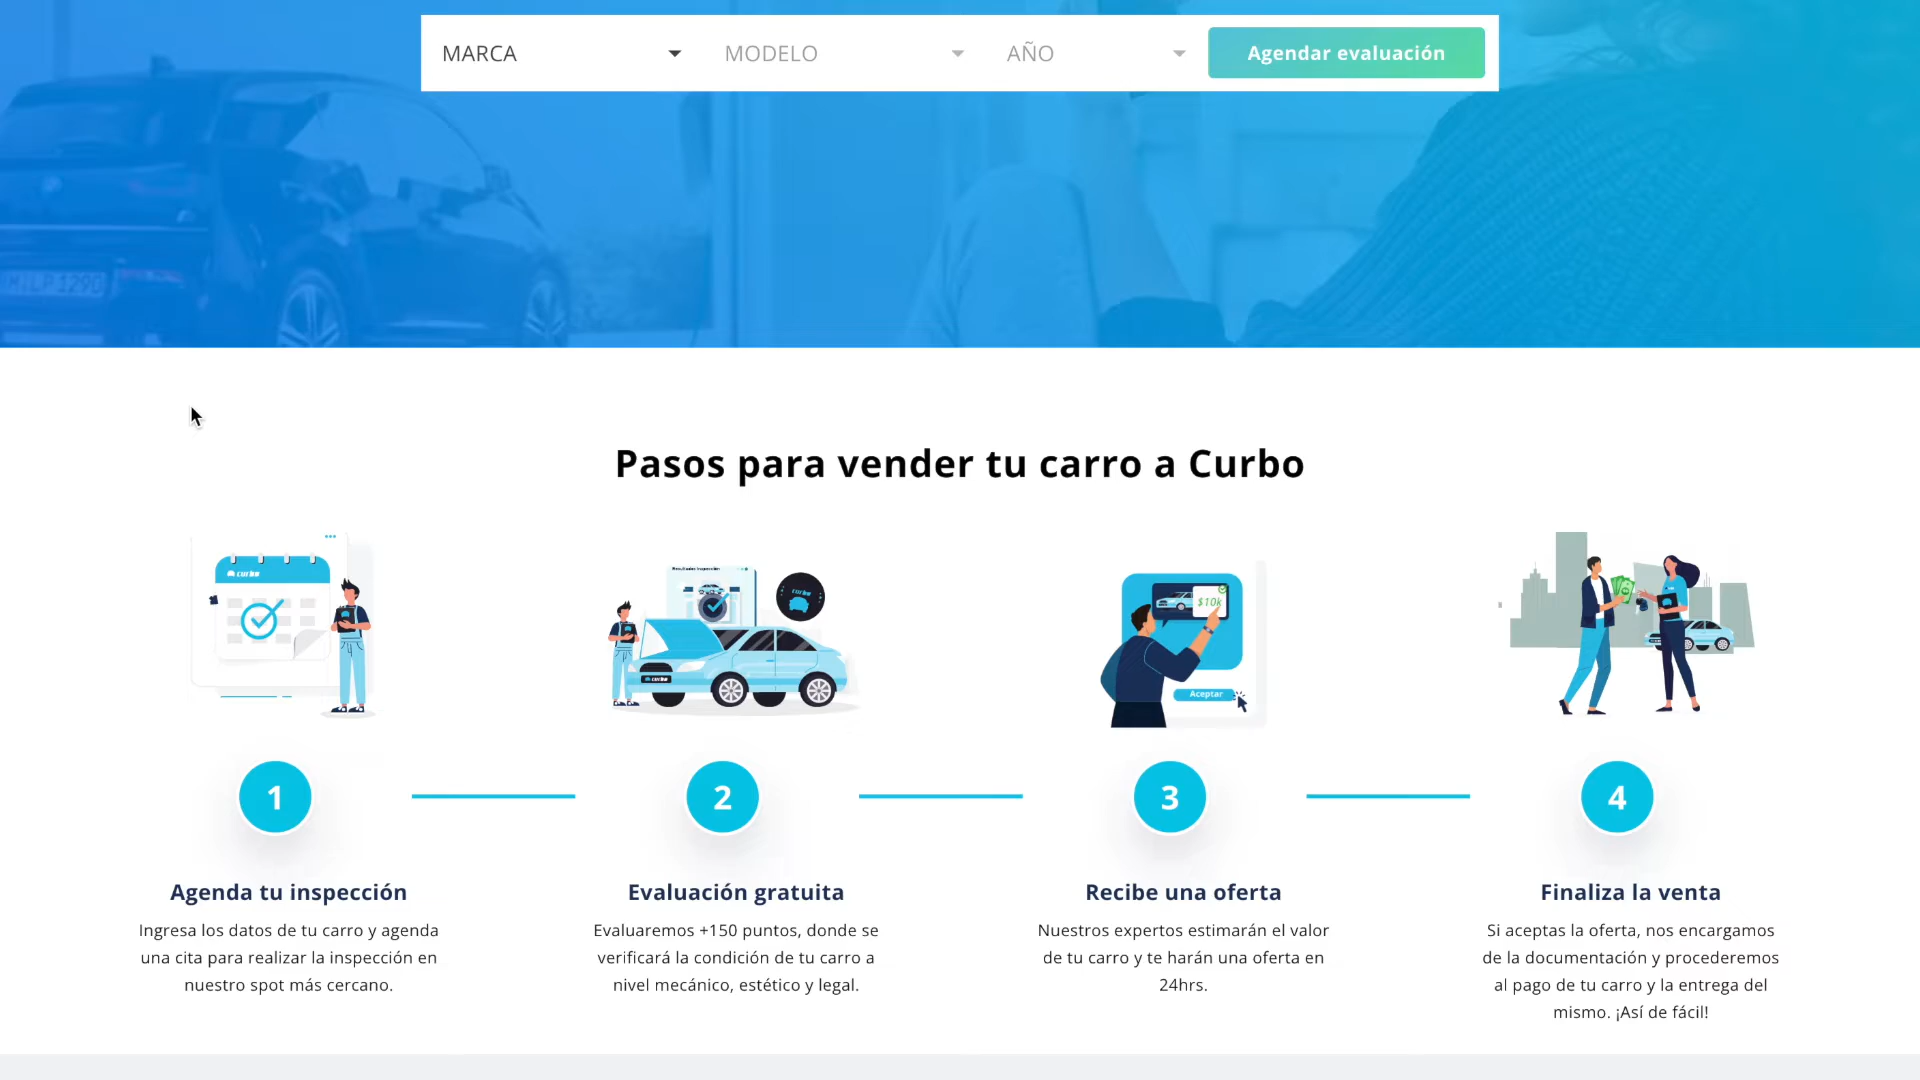 MARCA
MODELO
AÑO
Agendar evaluación
Pasos para vender tu carro a Curbo
curbo
curbo
curbo
$10k
Aceptar
1
2
3
4
Agenda tu inspección
Ingresa los datos de tu carro y agenda
una cita para realizar la inspección en
nuestro spot más cercano.
Evaluación gratuita
Evaluaremos +150 puntos, donde se
verificará la condición de tu carro a
nivel mecánico, estético y legal.
Recibe una oferta
Nuestros expertos estimarán el valor
de tu carro y te harán una oferta en
24hrs.
Finaliza la venta
Si aceptas la oferta, nos encargamos
de la documentación y procederemos
al pago de tu carro y la entrega del
mismo. ¡Así de fácil!